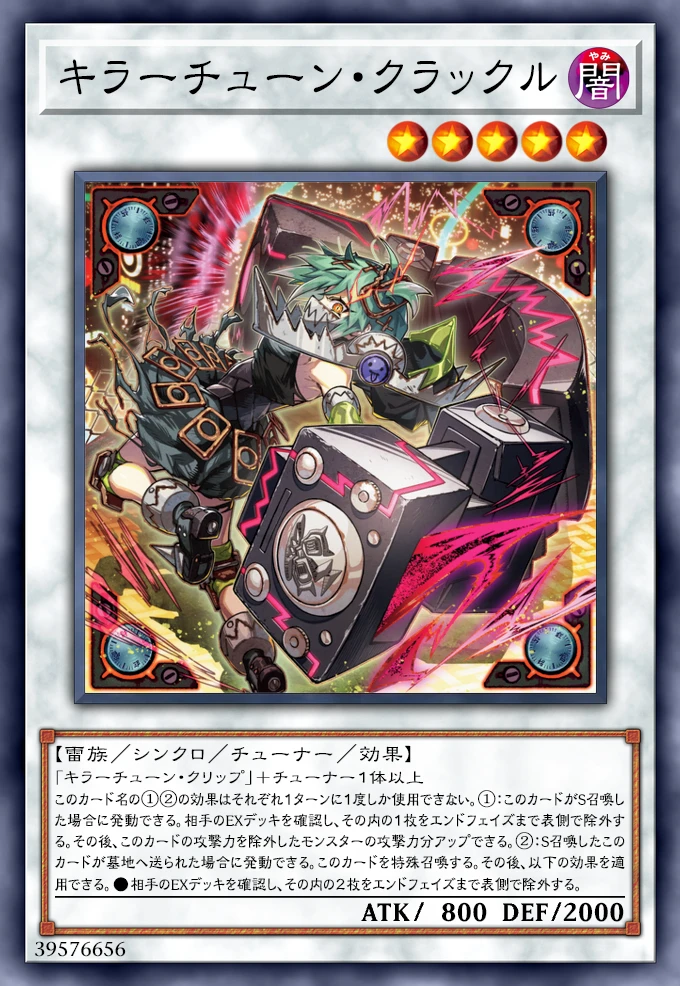 キラーチューン・クラックル
やみ
闇
【雷族／シンクロ／チューナー／効果】
「キラーチューン・クリップ」＋チューナー１体以上
このカード名の①②の効果はそれぞれ１ターンに１度しか使用できない。①：このカードがS召喚し
た場合に発動できる。相手のEXデッキを確認し、その内の１枚をエンドフェイズまで表側で除外す
る。その後、このカードの攻撃力を除外したモンスターの攻撃力分アップできる。②：S召喚したこの
カードが墓地へ送られた場合に発動できる。このカードを特殊召喚する。その後、以下の効果を適
用できる。●相手のEXデッキを確認し、その内の２枚をエンドフェイズまで表側で除外する。
ATK/ 800 DEF/2000
39576656